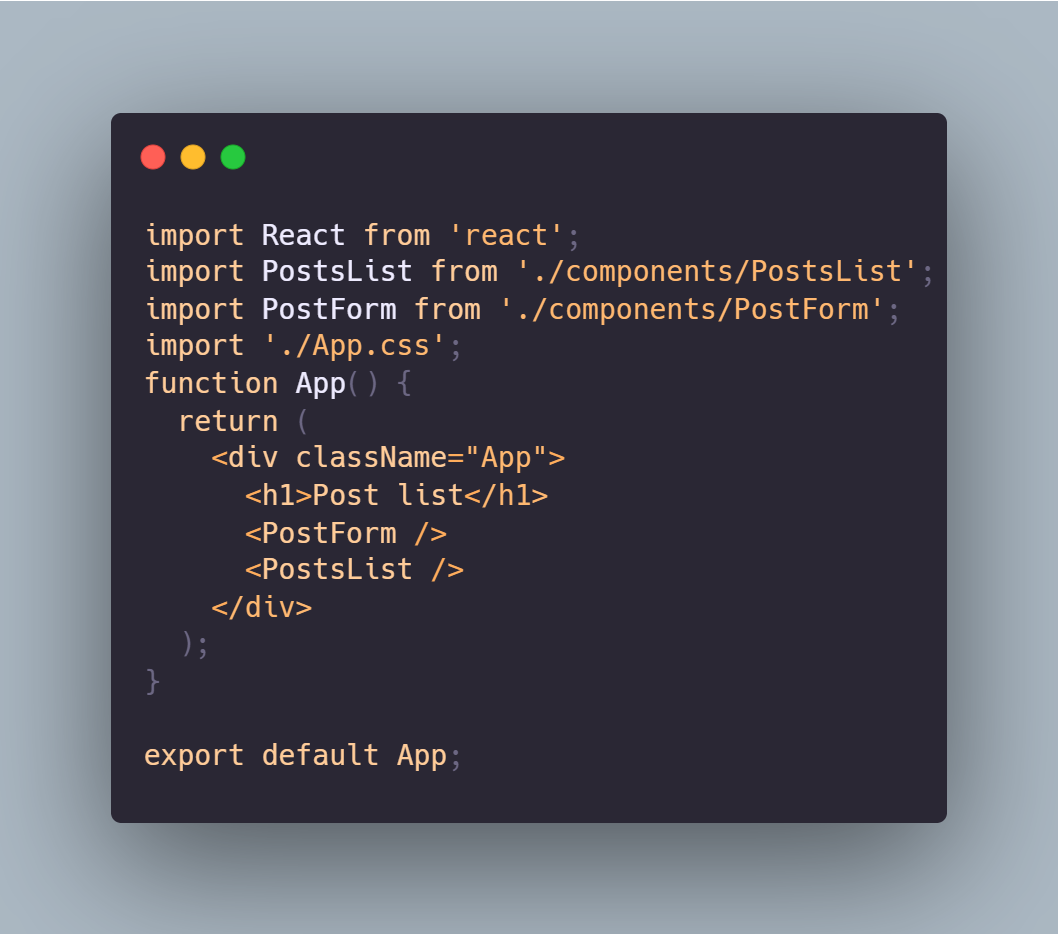 import React from 'react';
import PostsList from './components/PostsList';
import PostForm from './components/PostForm';
import './App.css';
function App() {
  return (
    <div className="App">
      <h1>Post list</h1>
      <PostForm />
      <PostsList />
    </div>
  );
}

export default App;